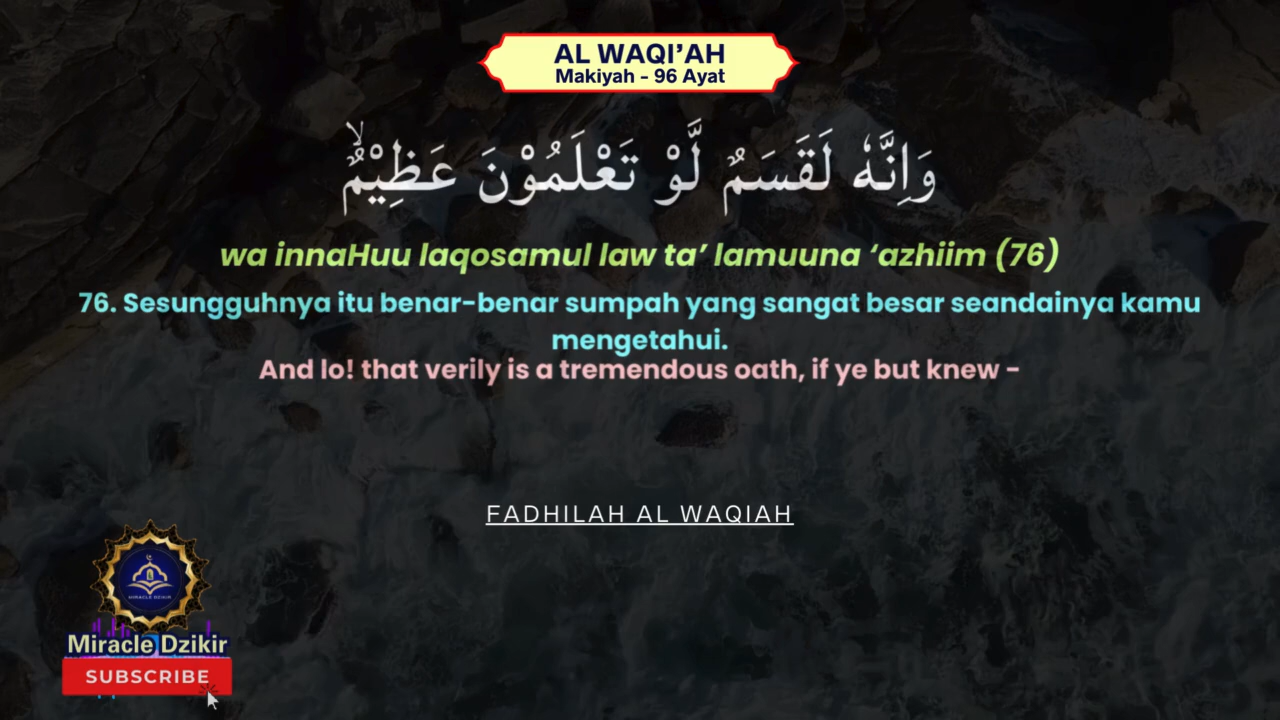 AL WAQI’AH
Makiyah - 96 Ayat
وَاِنَّهٗ لَقَسَمٌ لَّوْ تَعْلَمُوْنَ عَظِيْمٌۙ
wa innaHuu laqosamul law ta’ lamuuna ‘azhiim (76)
76. Sesungguhnya itu benar-benar sumpah yang sangat besar seandainya kamu
mengetahui.
And lo! that verily is a tremendous oath, if ye but knew -
FADHILAH AL WAQIAH
MIRACLE DZIKIR
Miracle Dzikir
SUBSCRIBE